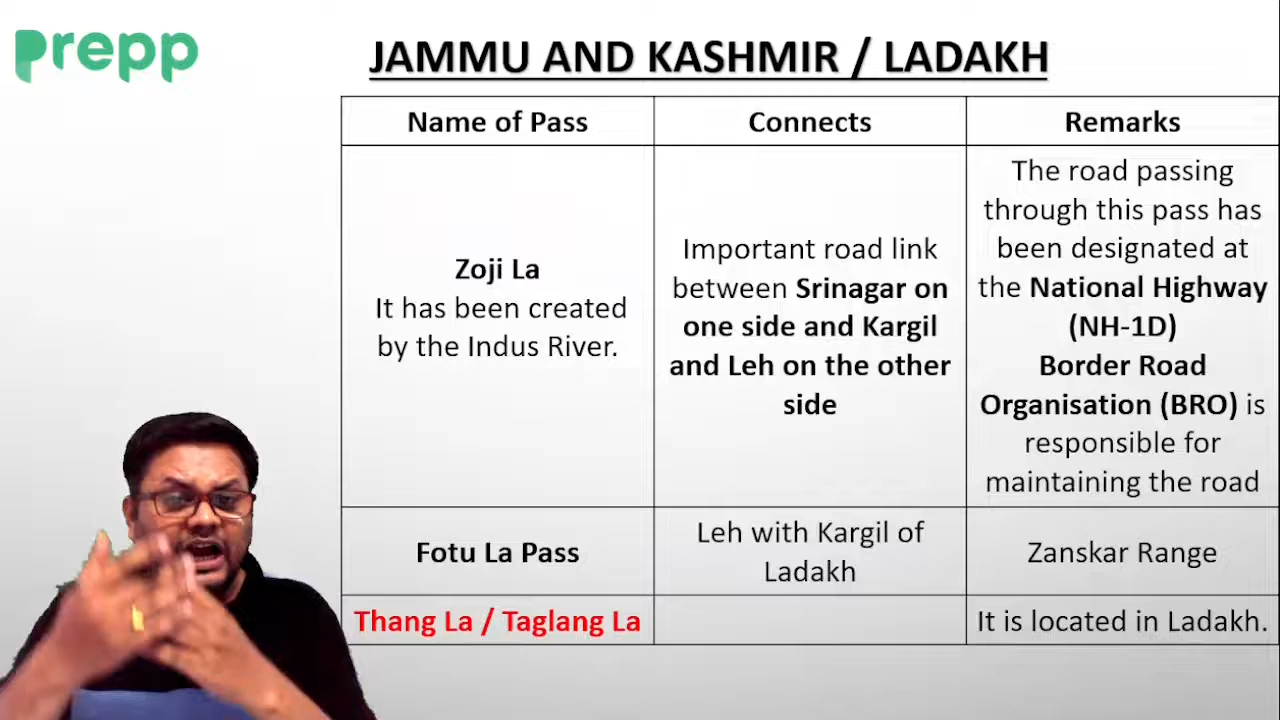 prepp
JAMMU AND KASHMIR / LADAKH
Name of Pass
Connects
Remarks
Zoji La
It has been created
by the Indus River.
Important road link
between Srinagar on
one side and Kargil
and Leh on the other
side
The road passing
through this pass has
been designated at
the National Highway
(NH-1D)
Border Road
Organisation (BRO) is
responsible for
maintaining the road
Fotu La Pass
Leh with Kargil of
Ladakh
Zanskar Range
Thang La / Taglang La
It is located in Ladakh.